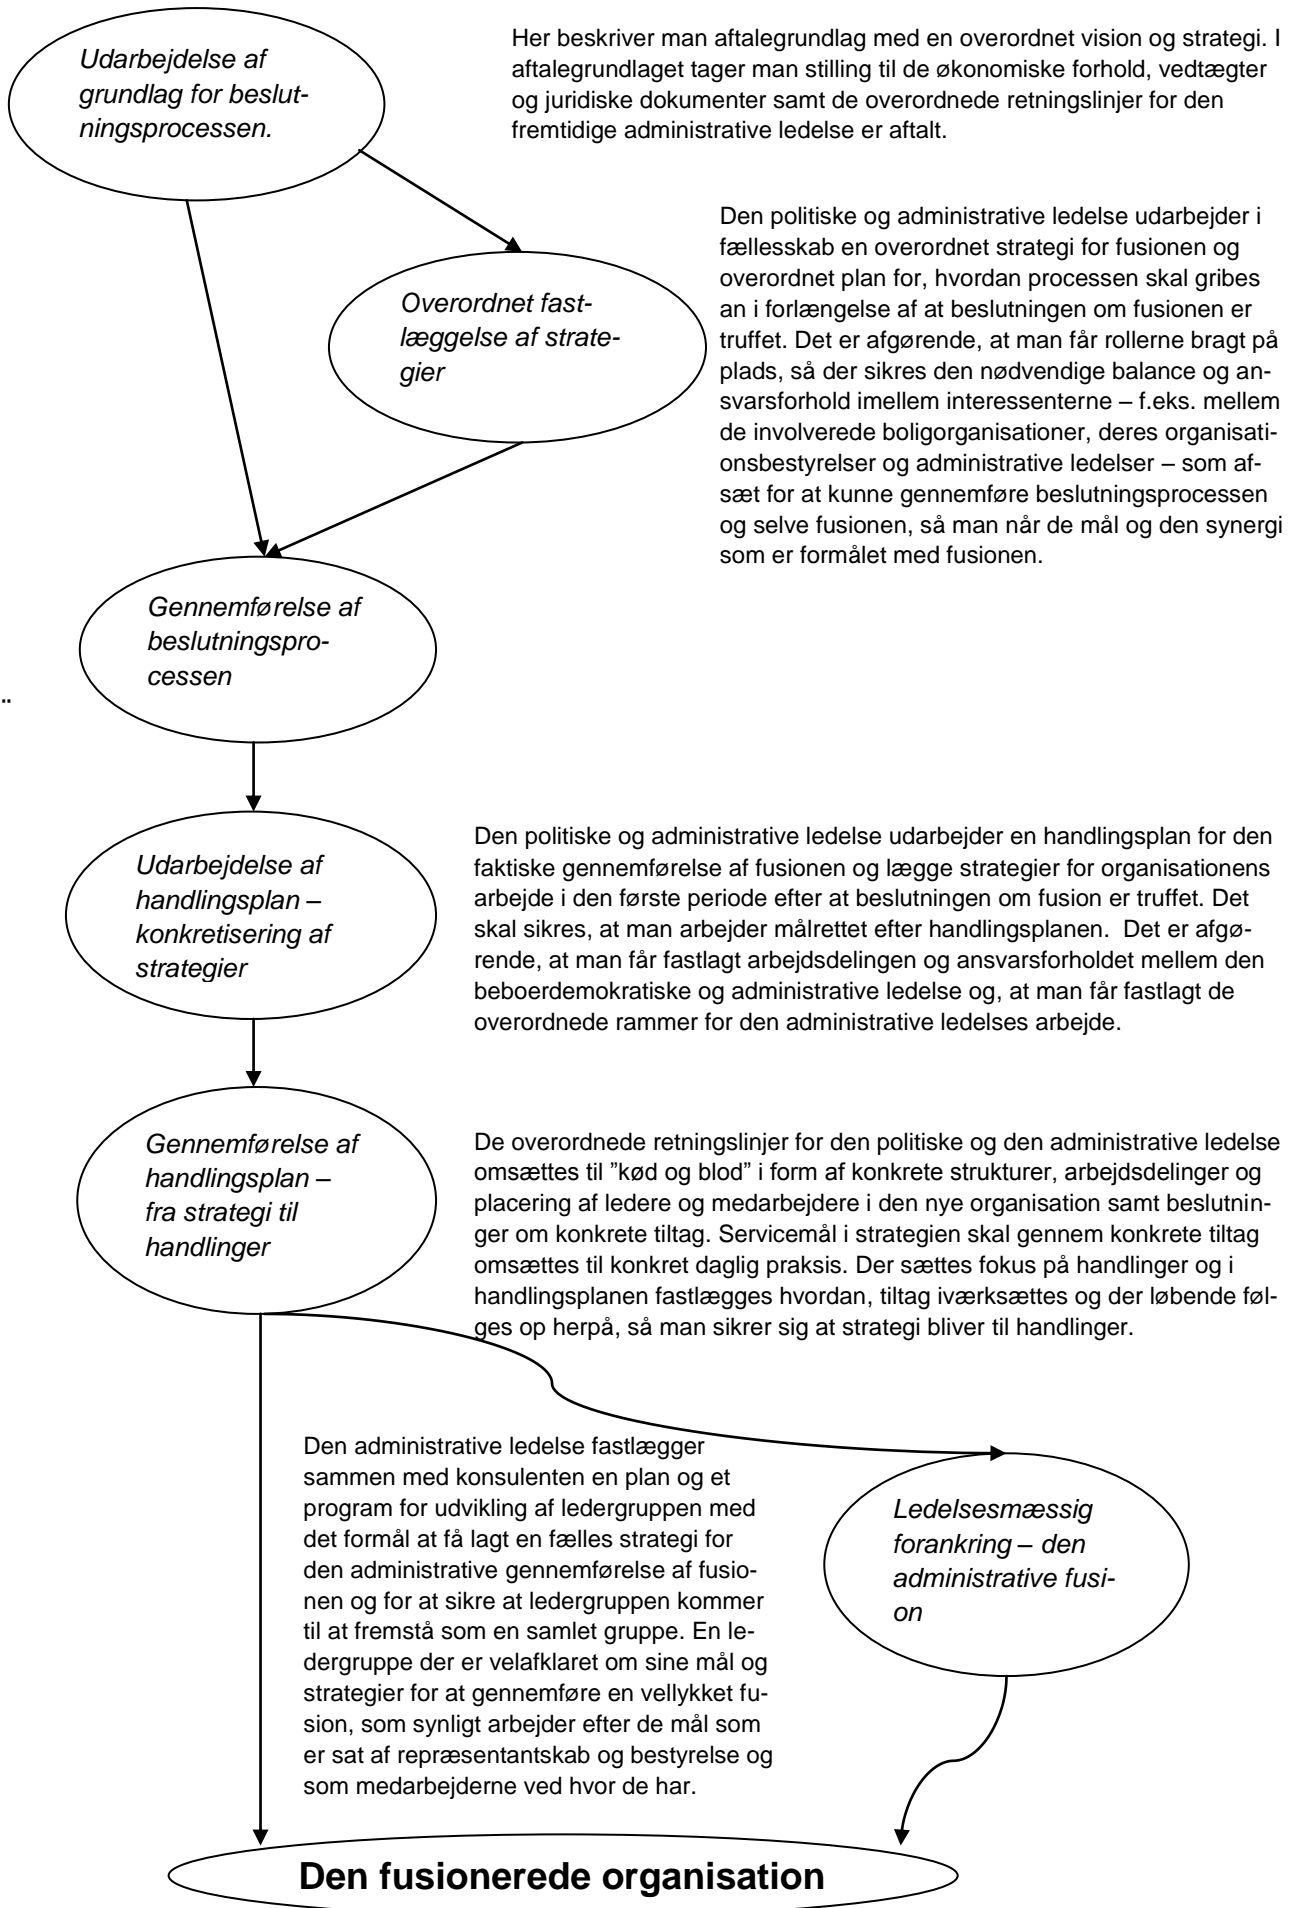 Udarbejdelse af
grundlag for beslut-
ningsprocessen.
Her beskriver man aftalegrundlag med en overordnet vision og strategi. I
aftalegrundlaget tager man stilling til de økonomiske forhold, vedtægter
og juridiske dokumenter samt de overordnede retningslinjer for den
fremtidige administrative ledelse er aftalt.
Overordnet fast-
læggelse af strate-
gier
Den politiske og administrative ledelse udarbejder i
fællesskab en overordnet strategi for fusionen og
overordnet plan for, hvordan processen skal gribes
an i forlængelse af at beslutningen om fusionen er
truffet. Det er afgørende, at man får rollerne bragt på
plads, så der sikres den nødvendige balance og an-
svarsforhold imellem interessenterne – f.eks. mellem
de involverede boligorganisationer, deres organisati-
onsbestyrelser og administrative ledelser – som af-
sæt for at kunne gennemføre beslutningsprocessen
og selve fusionen, så man når de mål og den synergi
som er formålet med fusionen.
Gennemførelse af
beslutningspro-
cessen
¨
Udarbejdelse af
handlingsplan –
konkretisering af
strategier
Den politiske og administrative ledelse udarbejder en handlingsplan for den
faktiske gennemførelse af fusionen og lægge strategier for organisationens
arbejde i den første periode efter at beslutningen om fusion er truffet. Det
skal sikres, at man arbejder målrettet efter handlingsplanen.  Det er afgø-
rende, at man får fastlagt arbejdsdelingen og ansvarsforholdet mellem den
beboerdemokratiske og administrative ledelse og, at man får fastlagt de
overordnede rammer for den administrative ledelses arbejde.
Gennemførelse af
handlingsplan –
fra strategi til
handlinger
De overordnede retningslinjer for den politiske og den administrative ledelse
omsættes til ”kød og blod” i form af konkrete strukturer, arbejdsdelinger og
placering af ledere og medarbejdere i den nye organisation samt beslutnin-
ger om konkrete tiltag. Servicemål i strategien skal gennem konkrete tiltag
omsættes til konkret daglig praksis. Der sættes fokus på handlinger og i
handlingsplanen fastlægges hvordan, tiltag iværksættes og der løbende føl-
ges op herpå, så man sikrer sig at strategi bliver til handlinger.
Den administrative ledelse fastlægger
sammen med konsulenten en plan og et
program for udvikling af ledergruppen med
det formål at få lagt en fælles strategi for
den administrative gennemførelse af fusio-
nen og for at sikre at ledergruppen kommer
til at fremstå som en samlet gruppe. En le-
dergruppe der er velafklaret om sine mål og
strategier for at gennemføre en vellykket fu-
sion, som synligt arbejder efter de mål som
er sat af repræsentantskab og bestyrelse og
som medarbejderne ved hvor de har.
Ledelsesmæssig
forankring – den
administrative fusi-
on
Den fusionerede organisation